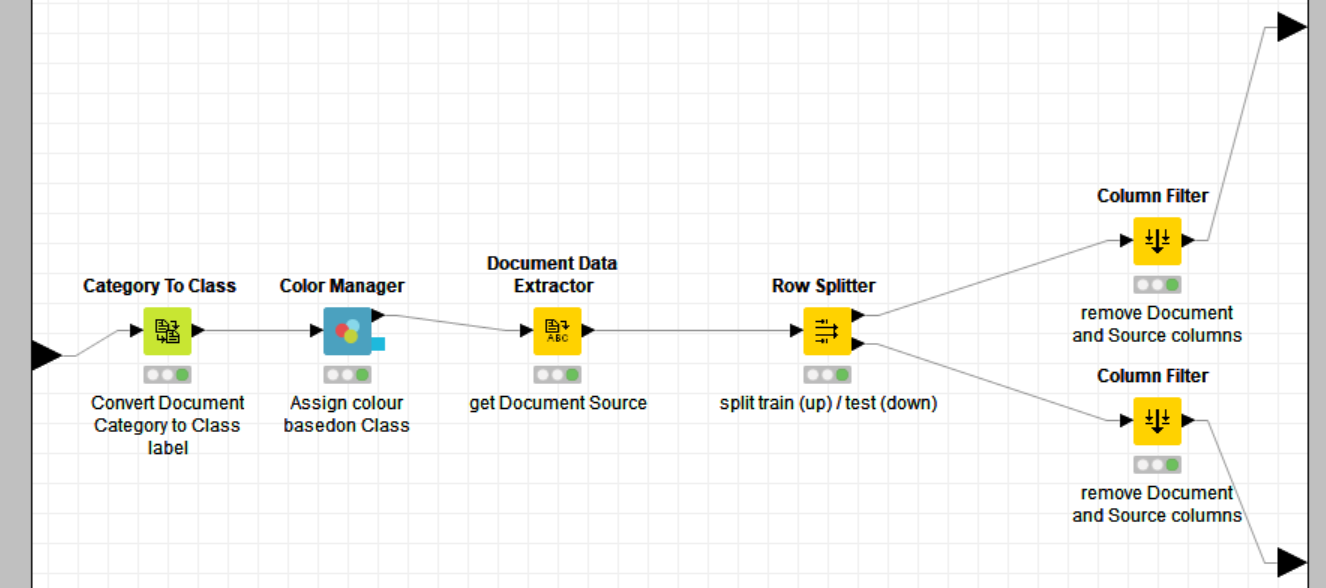 Category To Class
Convert Document
Category to Class
label
Color Manager
Assign colour
basedon Class
Document Data
Extractor
ABC
get Document Source
Row Splitter
split train (up) / test (down)
Column Filter
remove Document
and Source columns
Column Filter
remove Document
and Source columns